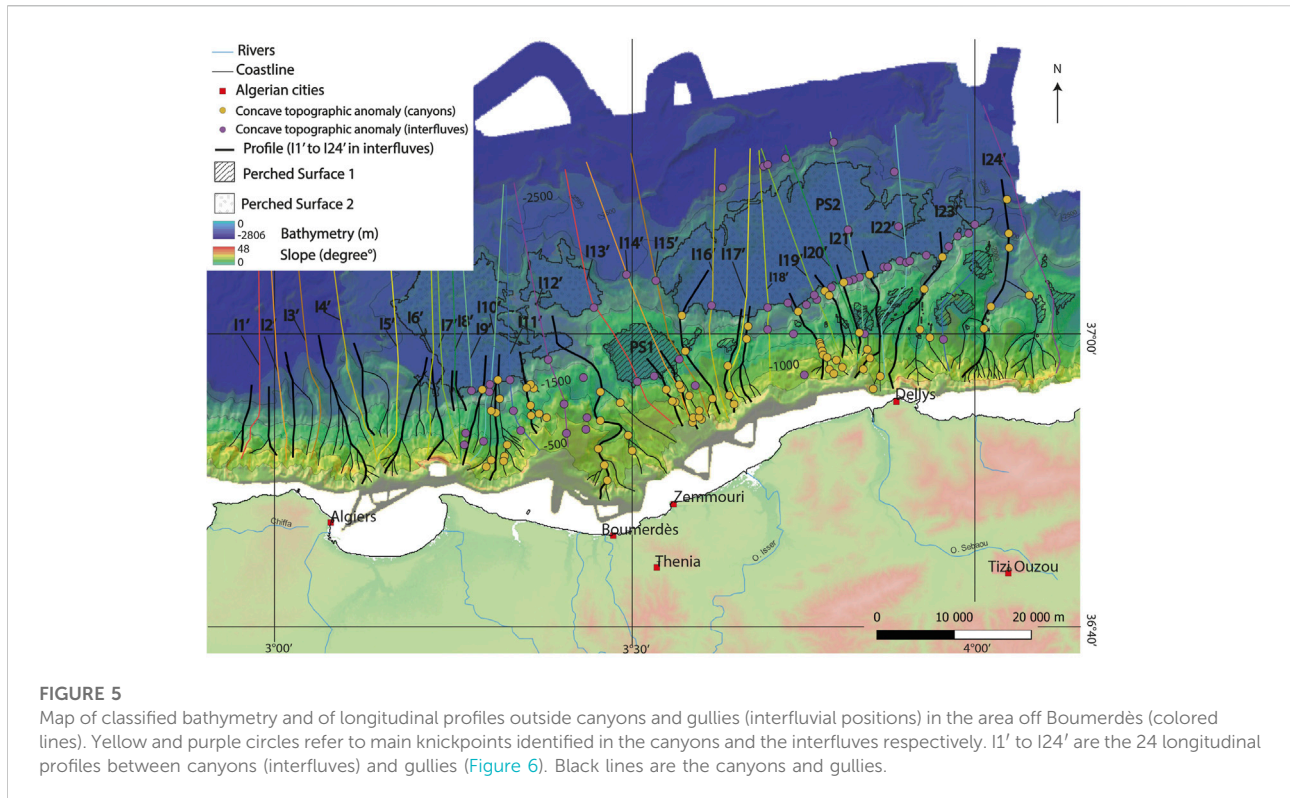 Rivers
Coastline
Algerian cities
Concave topographic anomaly (canyons)
Concave topographic anomaly (interfluves)
Profile (I1′ to I24′ in interfluves)
Perched Surface 1
Perched Surface 2
0
-2806
Bathymetry (m)
48
0
Slope (degree°)
N
-2500
I24′
PS2
I23′
I22′
I21′
I20′
I19′
I18′
I17′
I16′
I15′
I14′
I13′
I12′
I11′
I10′
I9′
I8′
I7′
I6′
I5′
I4′
I3′
I2′
I1′
PS1
37°00′
-1000
-1500
-500
Dellys
Zemmouri
Algiers
Chiffa
Boumerdès
Thenia
O. Isser
O. Sebaou
Tizi Ouzou
0 10 000 20 000 m
36°40′
3°00′
3°30′
4°00′
FIGURE 5
Map of classified bathymetry and of longitudinal profiles outside canyons and gullies (interfluvial positions) in the area off Boumerdès (colored
lines). Yellow and purple circles refer to main knickpoints identified in the canyons and the interfluves respectively. I1′ to I24′ are the 24 longitudinal
profiles between canyons (interfluves) and gullies (Figure 6). Black lines are the canyons and gullies.